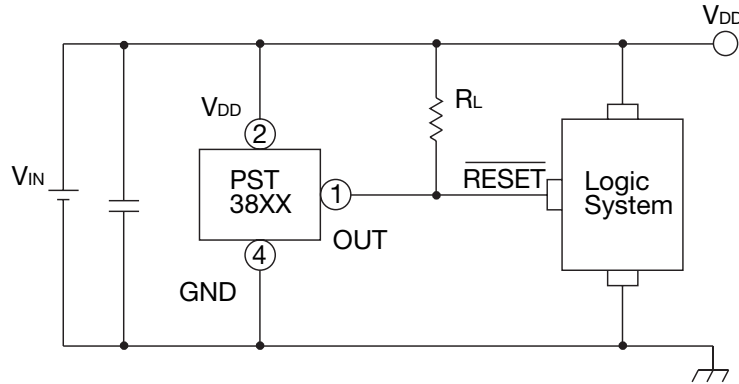 VDD
VDD
2
RL
VIN
PST
38XX
1
RESET
Logic
System
OUT
4
GND